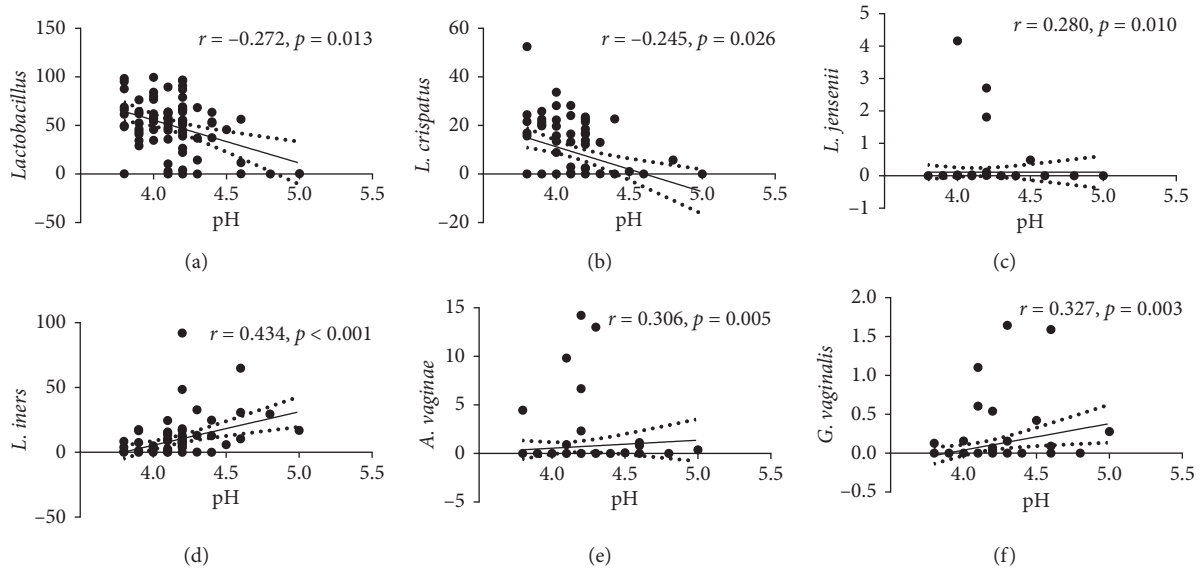 150
100
50
0
–50
Lactobacillus
r = –0.272, p = 0.013
4.0 4.5 5.0 5.5
pH
(a)
60
40
20
0
–20
L. crispatus
r = –0.245, p = 0.026
4.0 4.5 5.0 5.5
pH
(b)
5
4
3
2
1
0
–1
L. jensenii
r = 0.280, p = 0.010
4.0 4.5 5.0 5.5
pH
(c)
100
50
0
–50
L. iners
r = 0.434, p < 0.001
4.0 4.5 5.0 5.5
pH
(d)
15
10
5
0
–5
A. vaginae
r = 0.306, p = 0.005
4.0 4.5 5.0 5.5
pH
(e)
2.0
1.5
1.0
0.5
0.0
–0.5
G. vaginalis
r = 0.327, p = 0.003
4.0 4.5 5.0 5.5
pH
(f)